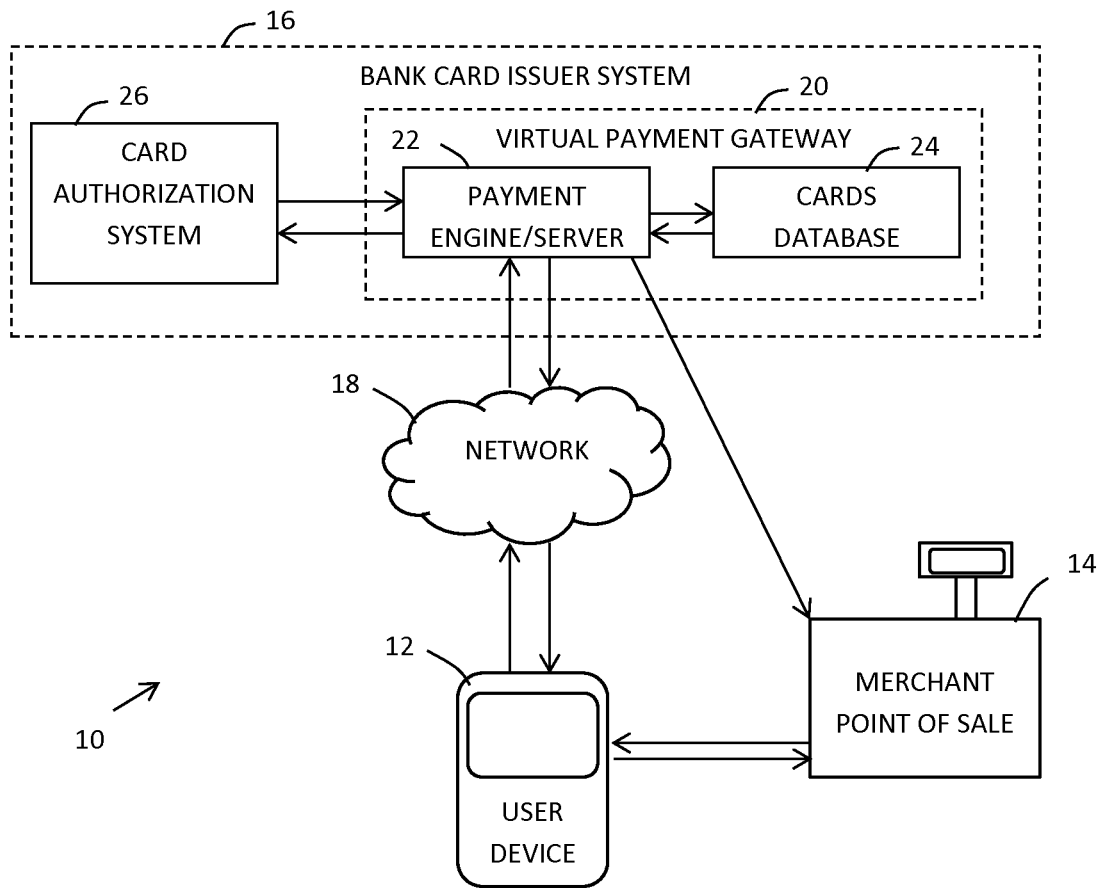 16
BANK CARD ISSUER SYSTEM
26
20
CARD
AUTHORIZATION
SYSTEM
VIRTUAL PAYMENT GATEWAY
22
PAYMENT
ENGINE/SERVER
24
CARDS
DATABASE
18
NETWORK
14
12
MERCHANT
POINT OF SALE
10
USER
DEVICE